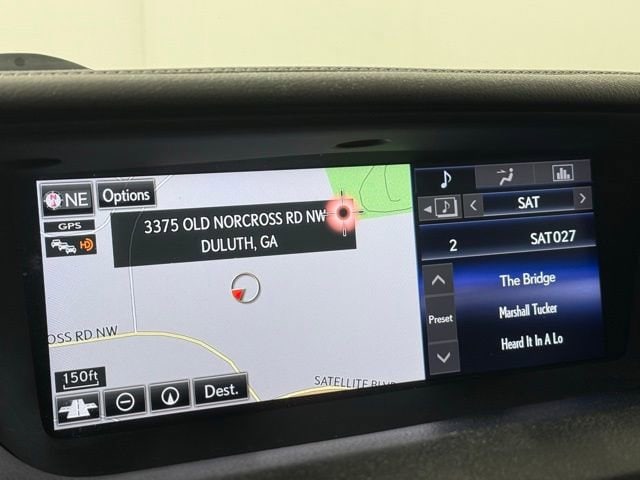 NE
Options
GPS
3375 OLD NORCROSS RD NW
DULUTH, GA
OSS RD NW
SATELLITE BLV
150ft
Dest.
SAT
2 SAT027
The Bridge
Preset
Marshall Tucker
Heard It In A Lo